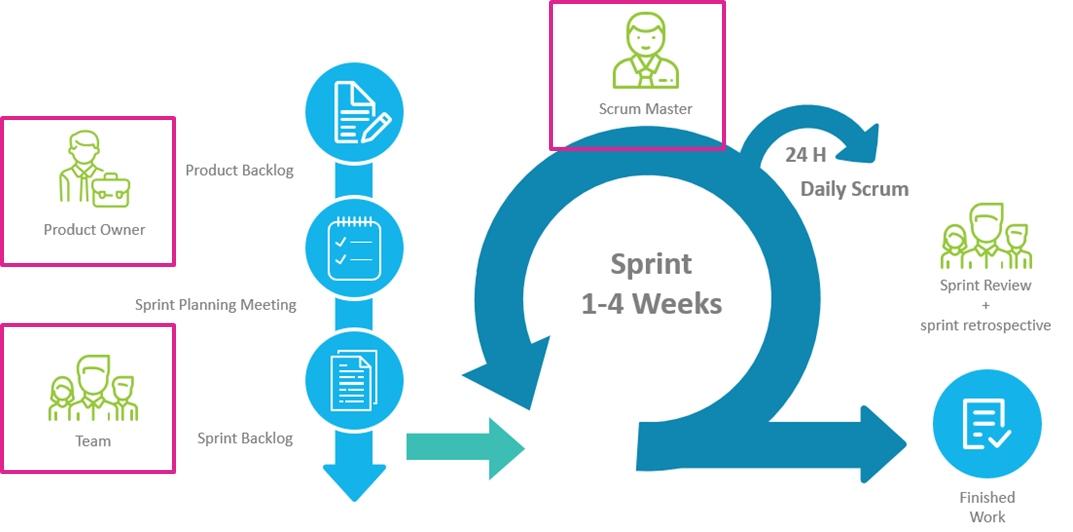 Scrum Master
Product Owner
Product Backlog
24 H
Daily Scrum
Sprint
1-4 Weeks
Sprint Planning Meeting
Sprint Review
+
sprint retrospective
Team
Sprint Backlog
Finished
Work